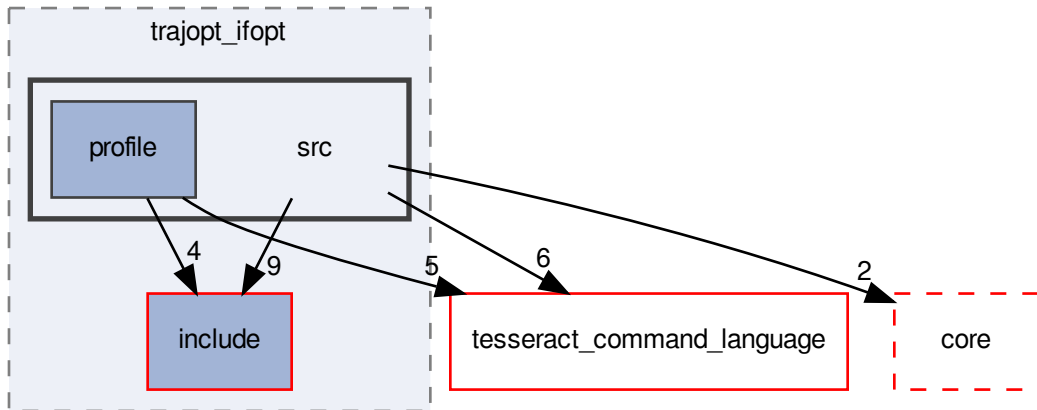 trajopt_ifopt
profile
src
4
9
5
6
2
include
tesseract_command_language
core